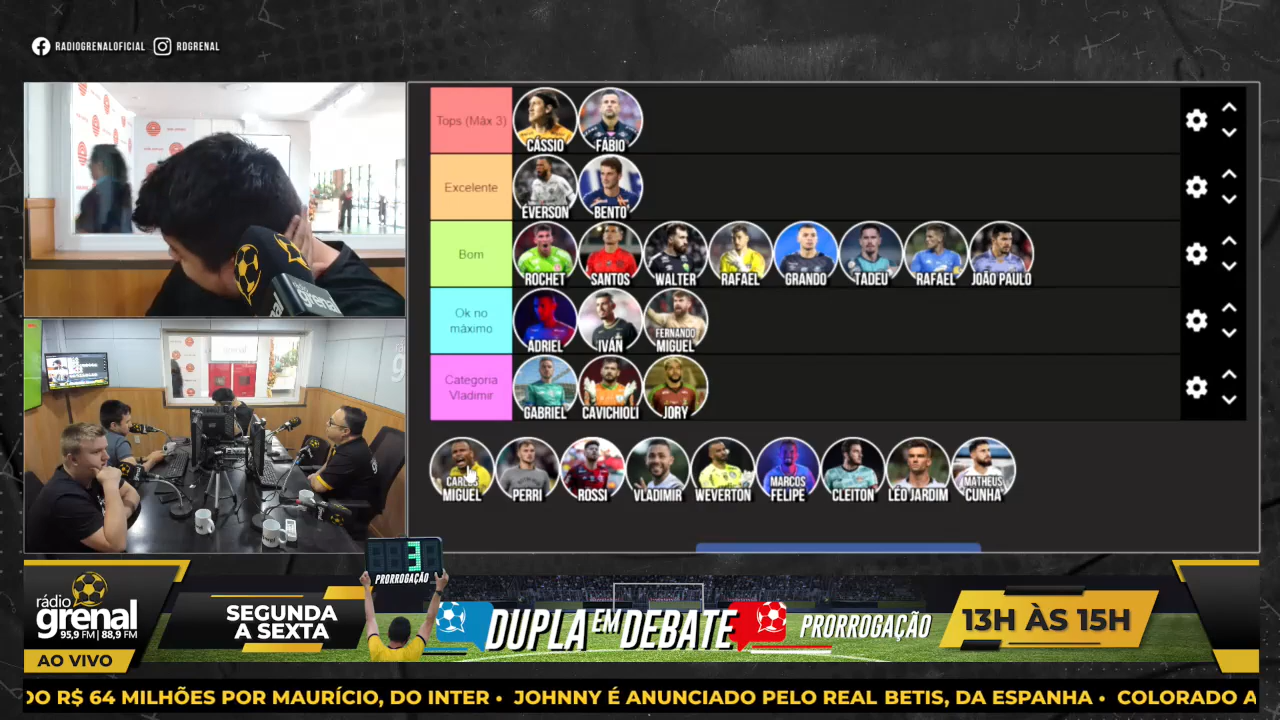 RADIOGRENALOFICIAL RDGRENAL
Tops (Máx 3)
CÁSSIO FÁBIO
Excelente
EVERSON BENTO
Bom
ROCHET SANTOS WALTER RAFAEL GRANDO TADEU RAFAEL JOÃO PAULO
Ok no
máximo
ADRIEL IVÁN FERNANDO
MIGUEL
Categoria
Vladimir
GABRIEL CAVICHIOLI JORY
CARLOS
MIGUEL PERRI ROSSI VLADIMIR WEVERTON MARCOS
FELIPE CLEITON LÉO JARDIM MATHEUS
CUNHA
rádio
grenal
grenal
3
PRORROGAÇÃO
rádio
grenal
95,9 FM | 88,9 FM
AO VIVO
SEGUNDA
A SEXTA
DUPLA EM DEBATE PRORROGAÇÃO
13H ÀS 15H
DO R$ 64 MILHÕES POR MAURÍCIO, DO INTER • JOHNNY É ANUNCIADO PELO REAL BETIS, DA ESPANHA • COLORADO A